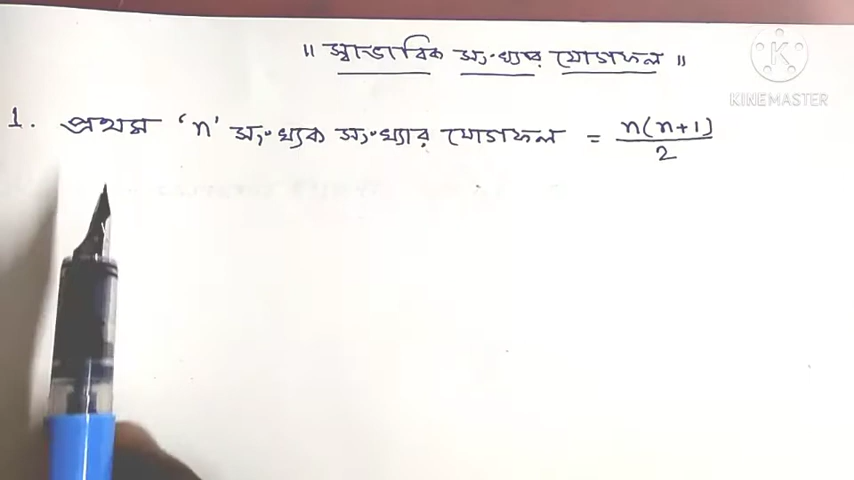 ॥ স্বাভাবিক সংখ্যার যোগফল ॥
KINEMASTER
1. প্রথম 'n' সংখ্যক সংখ্যার যোগফল = n(n+1)/2